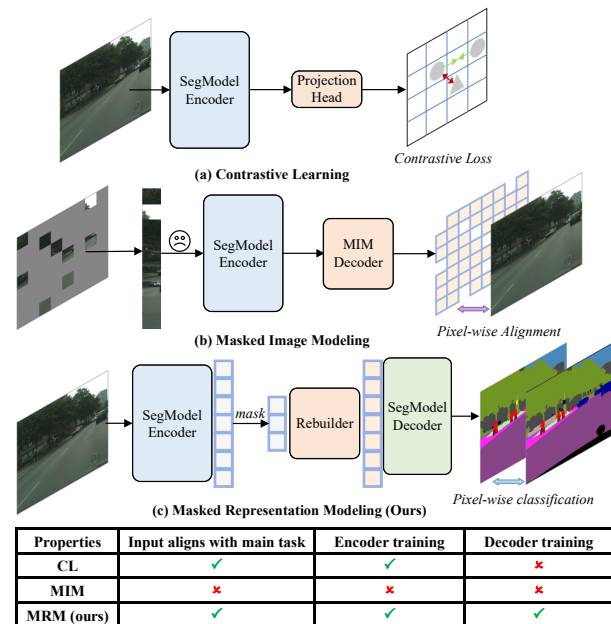 SegModel
Encoder
Projection
Head
Contrastive Loss
(a) Contrastive Learning
SegModel
Encoder
MIM
Decoder
Pixel-wise Alignment
(b) Masked Image Modeling
SegModel
Encoder
mask
Rebuilder
SegModel
Decoder
Pixel-wise classification
(c) Masked Representation Modeling (Ours)
Properties Input aligns with main task Encoder training Decoder training
CL ✓ ✓ ✘
MIM ✘ ✘ ✘
MRM (ours) ✓ ✓ ✓